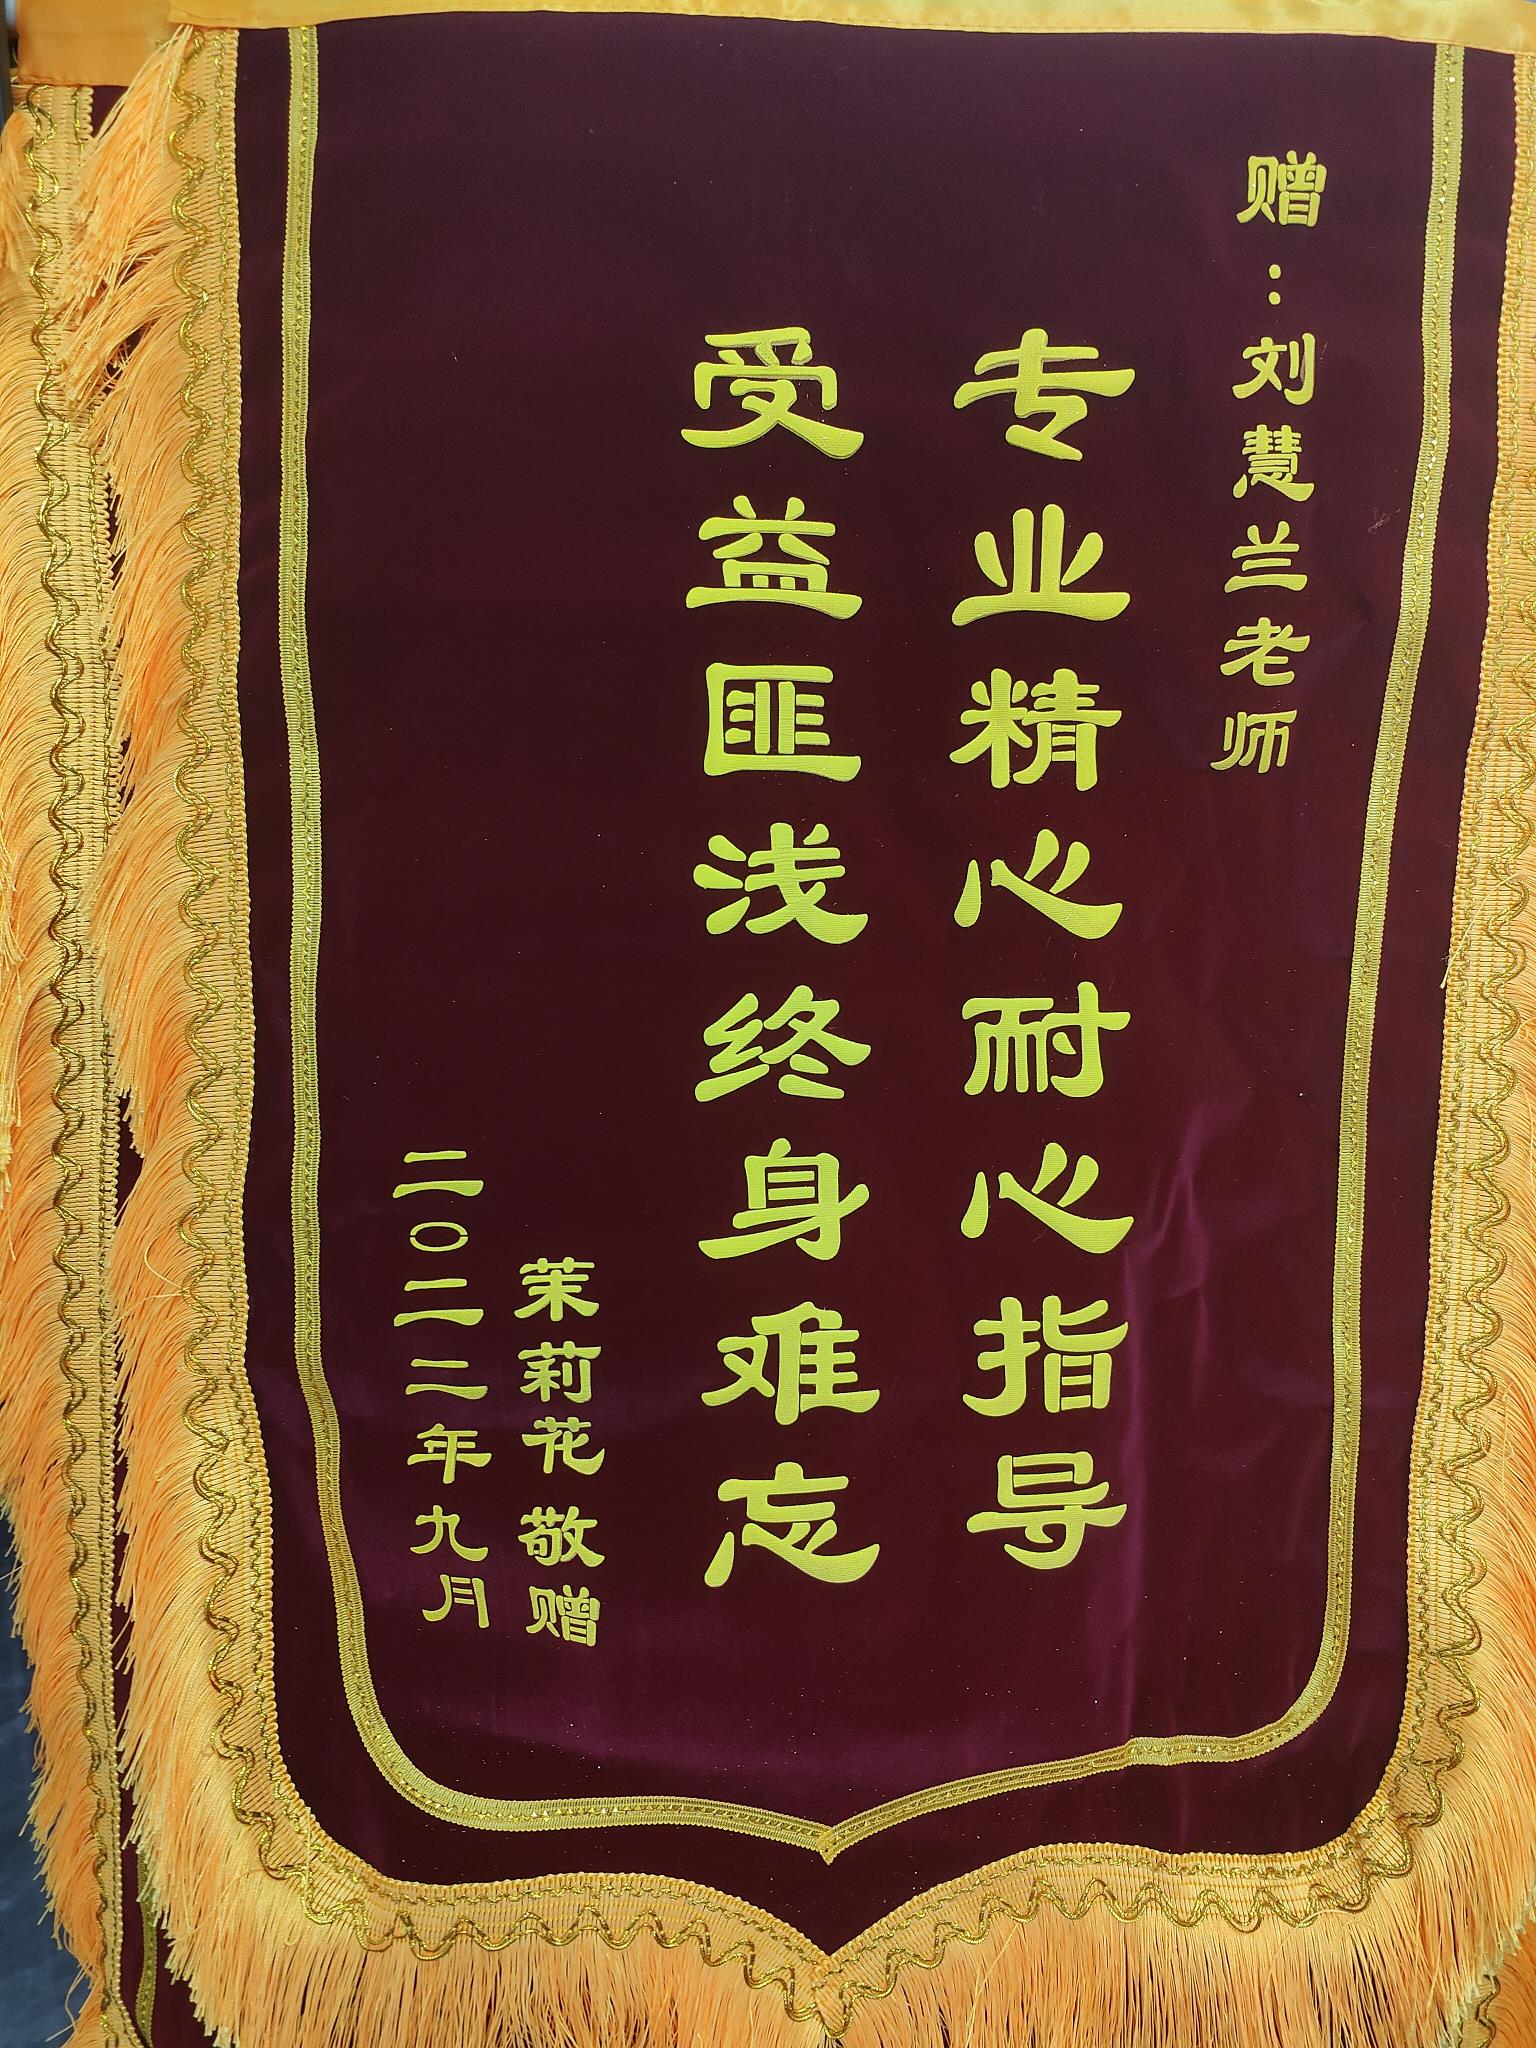 赠：刘慧兰老师
专业精心耐心指导
受益匪浅终身难忘
茉莉花敬赠
二〇二二年九月